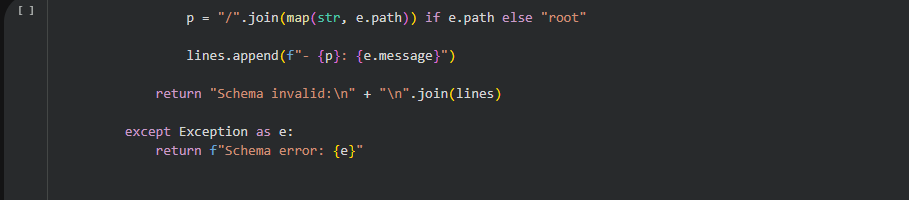 [ ]
p = "/".join(map(str, e.path)) if e.path else "root"
lines.append(f"- {p}: {e.message}")
return "Schema invalid:\n" + "\n".join(lines)
except Exception as e:
return f"Schema error: {e}"